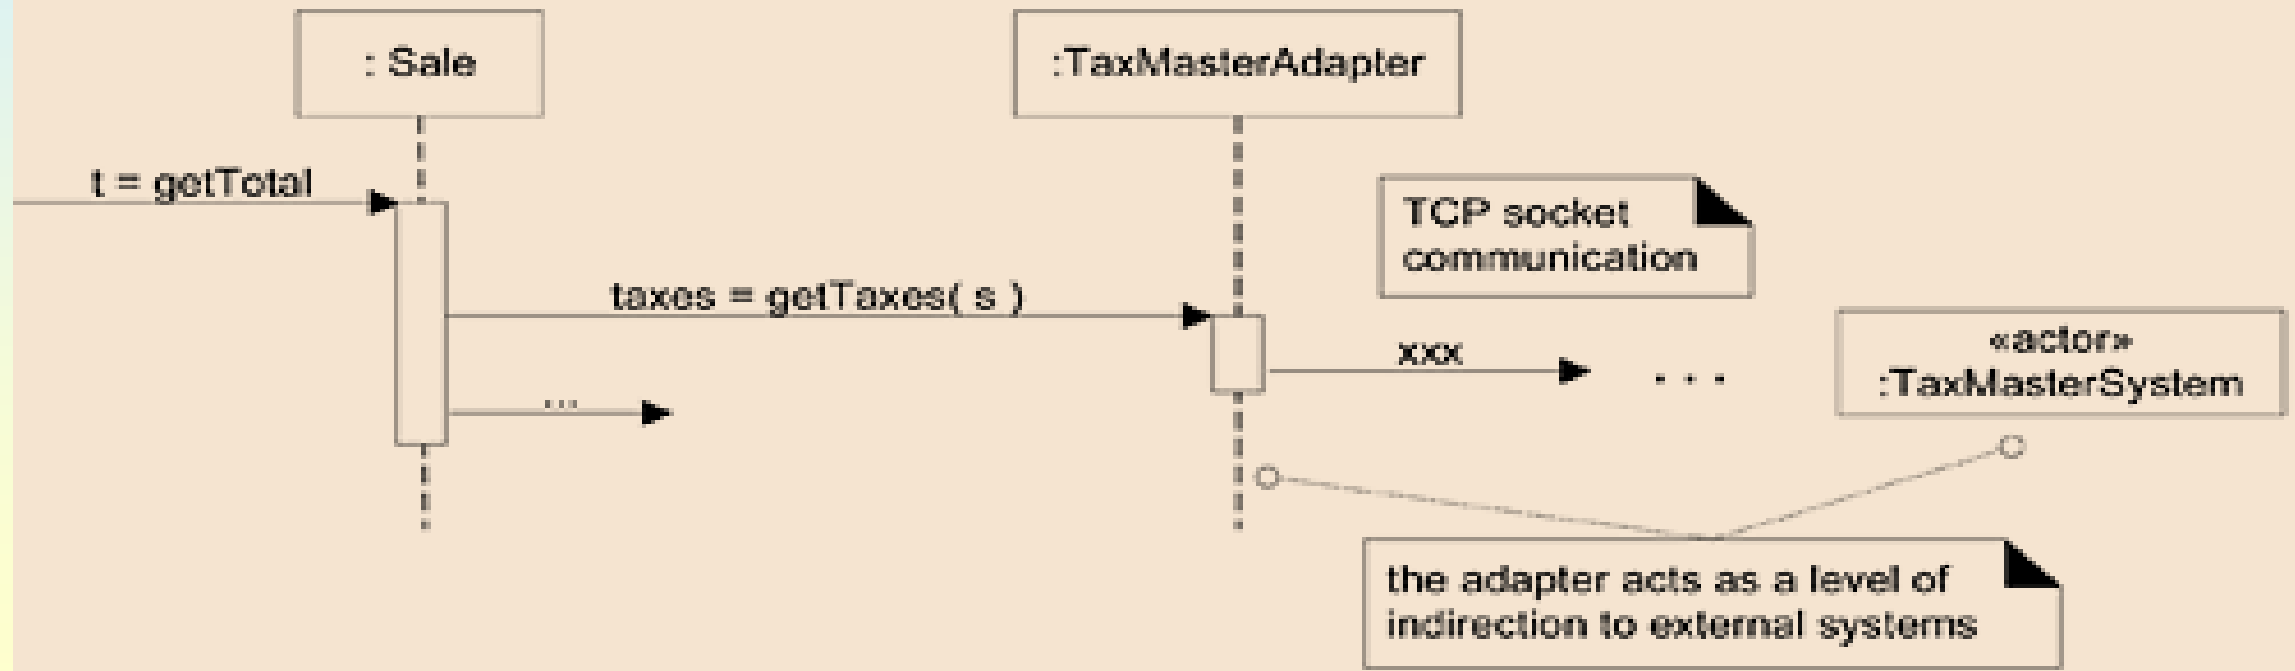 : Sale
:TaxMasterAdapter
t = getTotal
TCP socket
communication
taxes = getTaxes( s )
«actor»
:TaxMasterSystem
xxx
. . .
...
the adapter acts as a level of
indirection to external systems